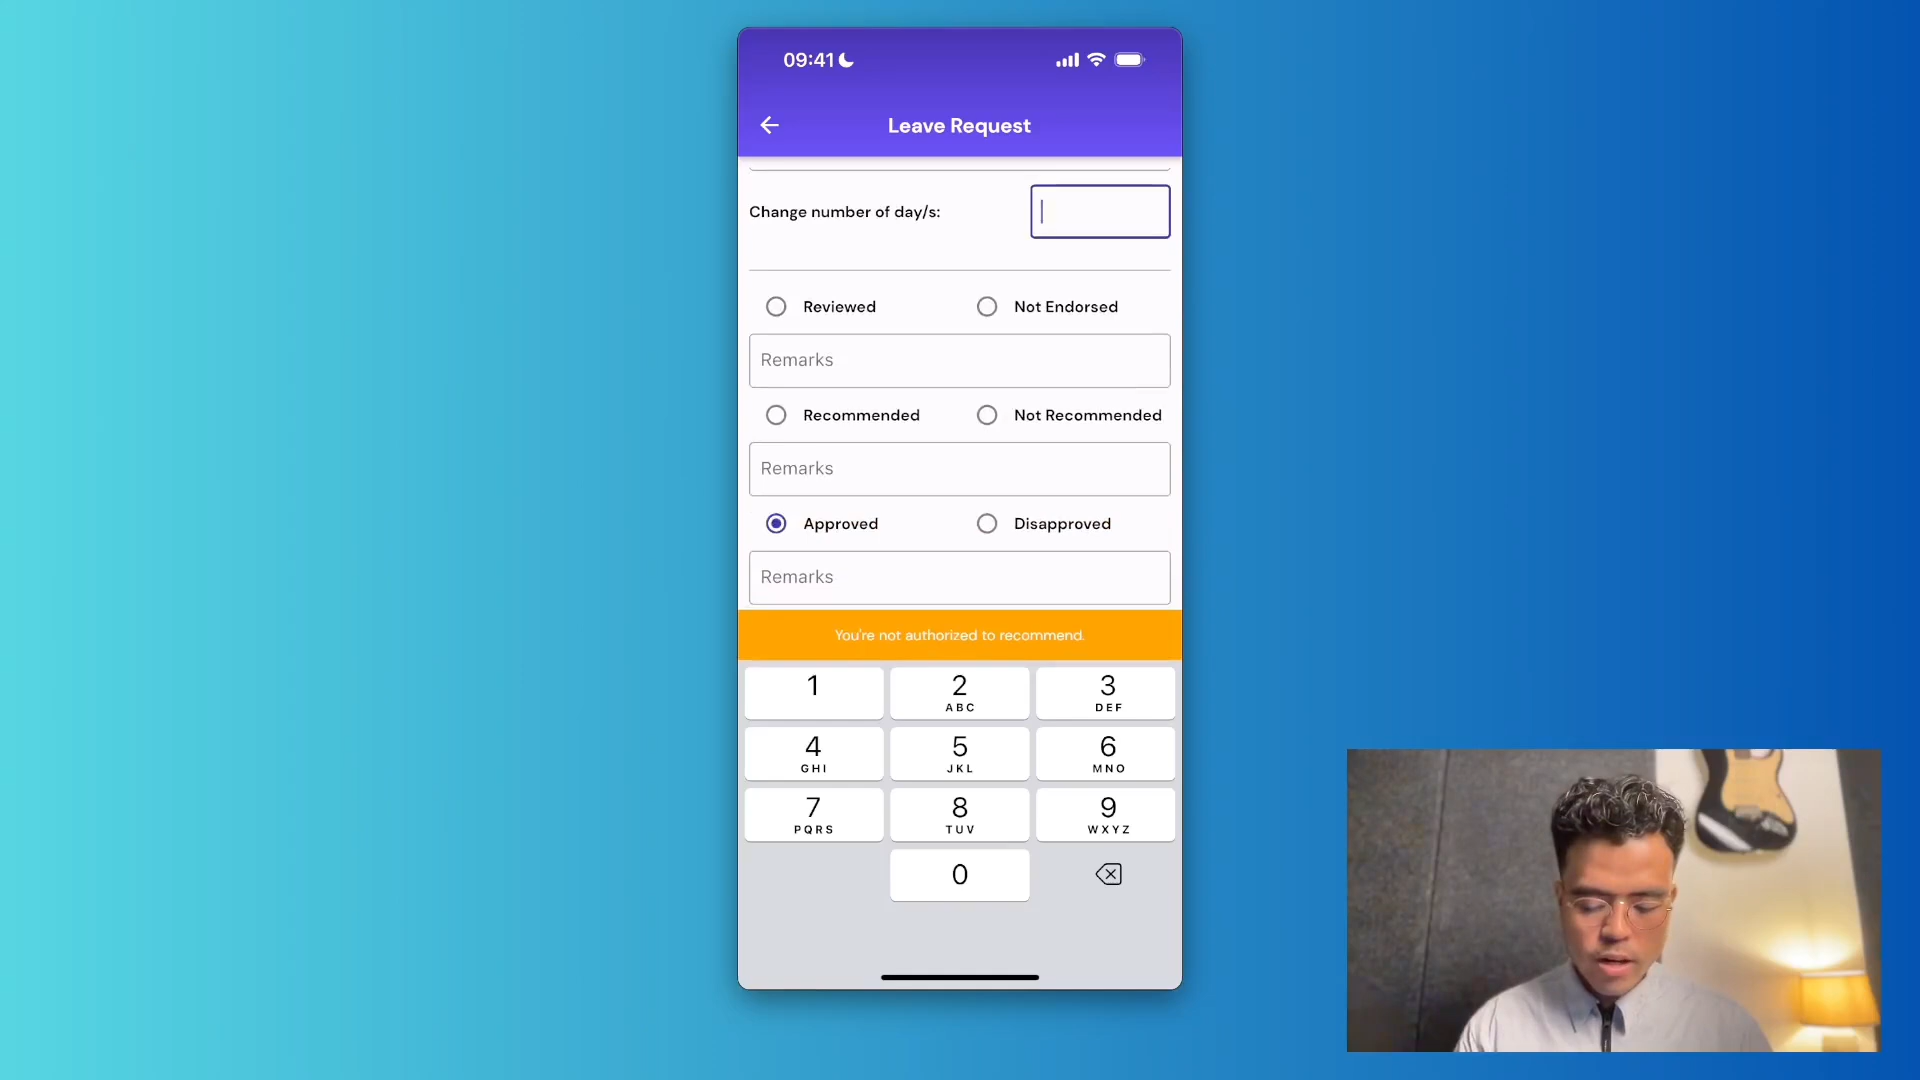 09:41
Leave Request
Change number of day/s:
Reviewed
Not Endorsed
Remarks
Recommended
Not Recommended
Remarks
Approved
Disapproved
Remarks
You're not authorized to recommend.
1
2
ABC
3
DEF
4
GHI
5
JKL
6
MNO
7
PQRS
8
TUV
9
WXYZ
0